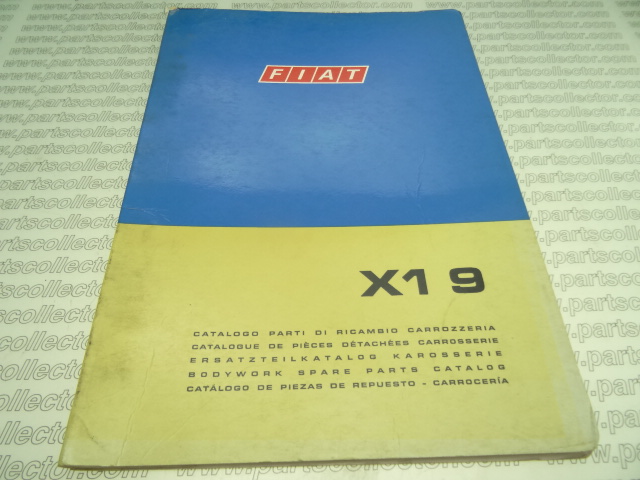 FIAT
X1 9
CATALOGO PARTI DI RICAMBIO CARROZZERIA
CATALOGUE DE PIÈCES DÉTACHÉES CARROSSERIE
ERSATZTEILKATALOG KAROSSERIE
BODYWORK SPARE PARTS CATALOG
CATÁLOGO DE PIEZAS DE REPUESTO - CARROCERÍA
www.partscollector.com